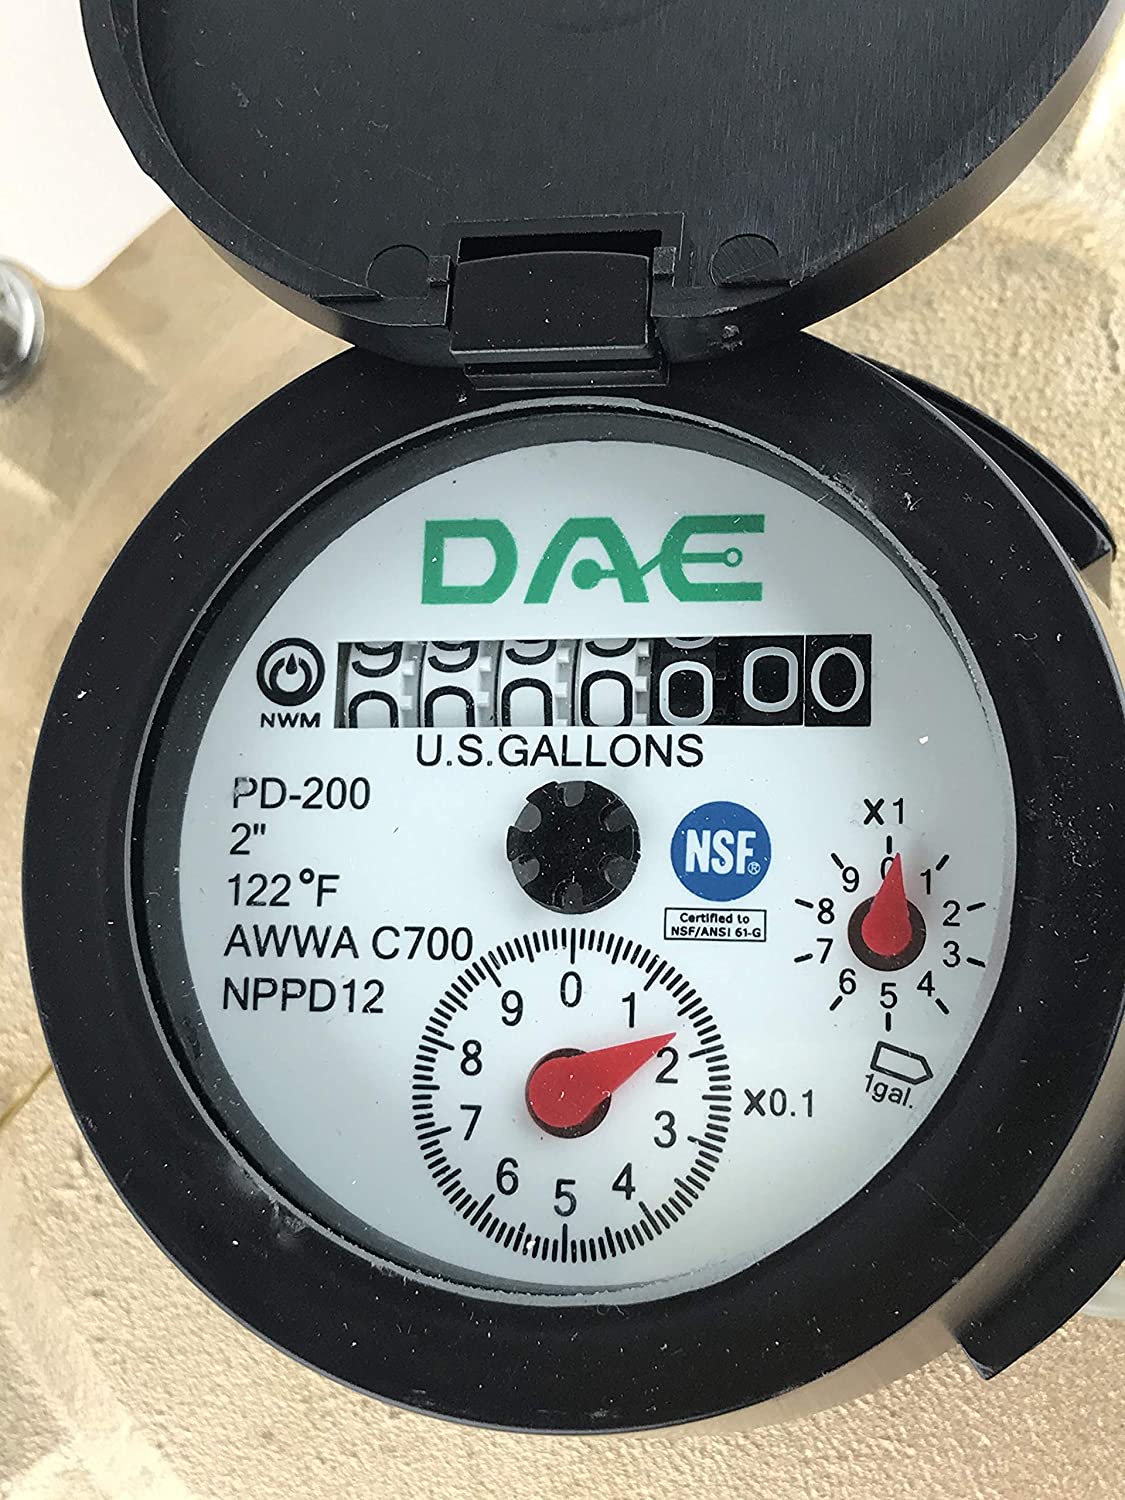 DAE
NWM
0000000
U.S.GALLONS
PD-200
2"
122°F
AWWA C700
NPPD12
NSF®
Certified to
NSF/ANSI 61-G
X1
0 1 2 3 4 5 6 7 8 9
1gal.
0 1 2 3 4 5 6 7 8 9
X0.1